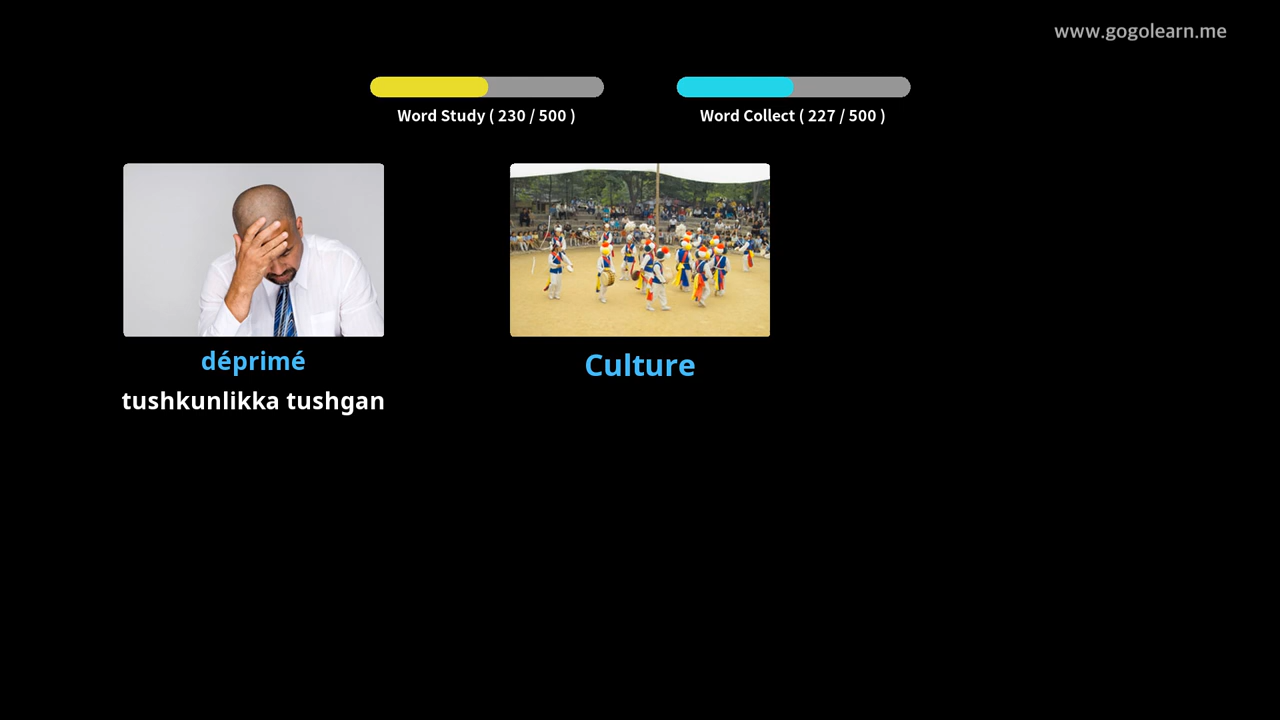 www.gogolearn.me
Word Study ( 230 / 500 )
Word Collect ( 227 / 500 )
déprimé
tushkunlikka tushgan
Culture